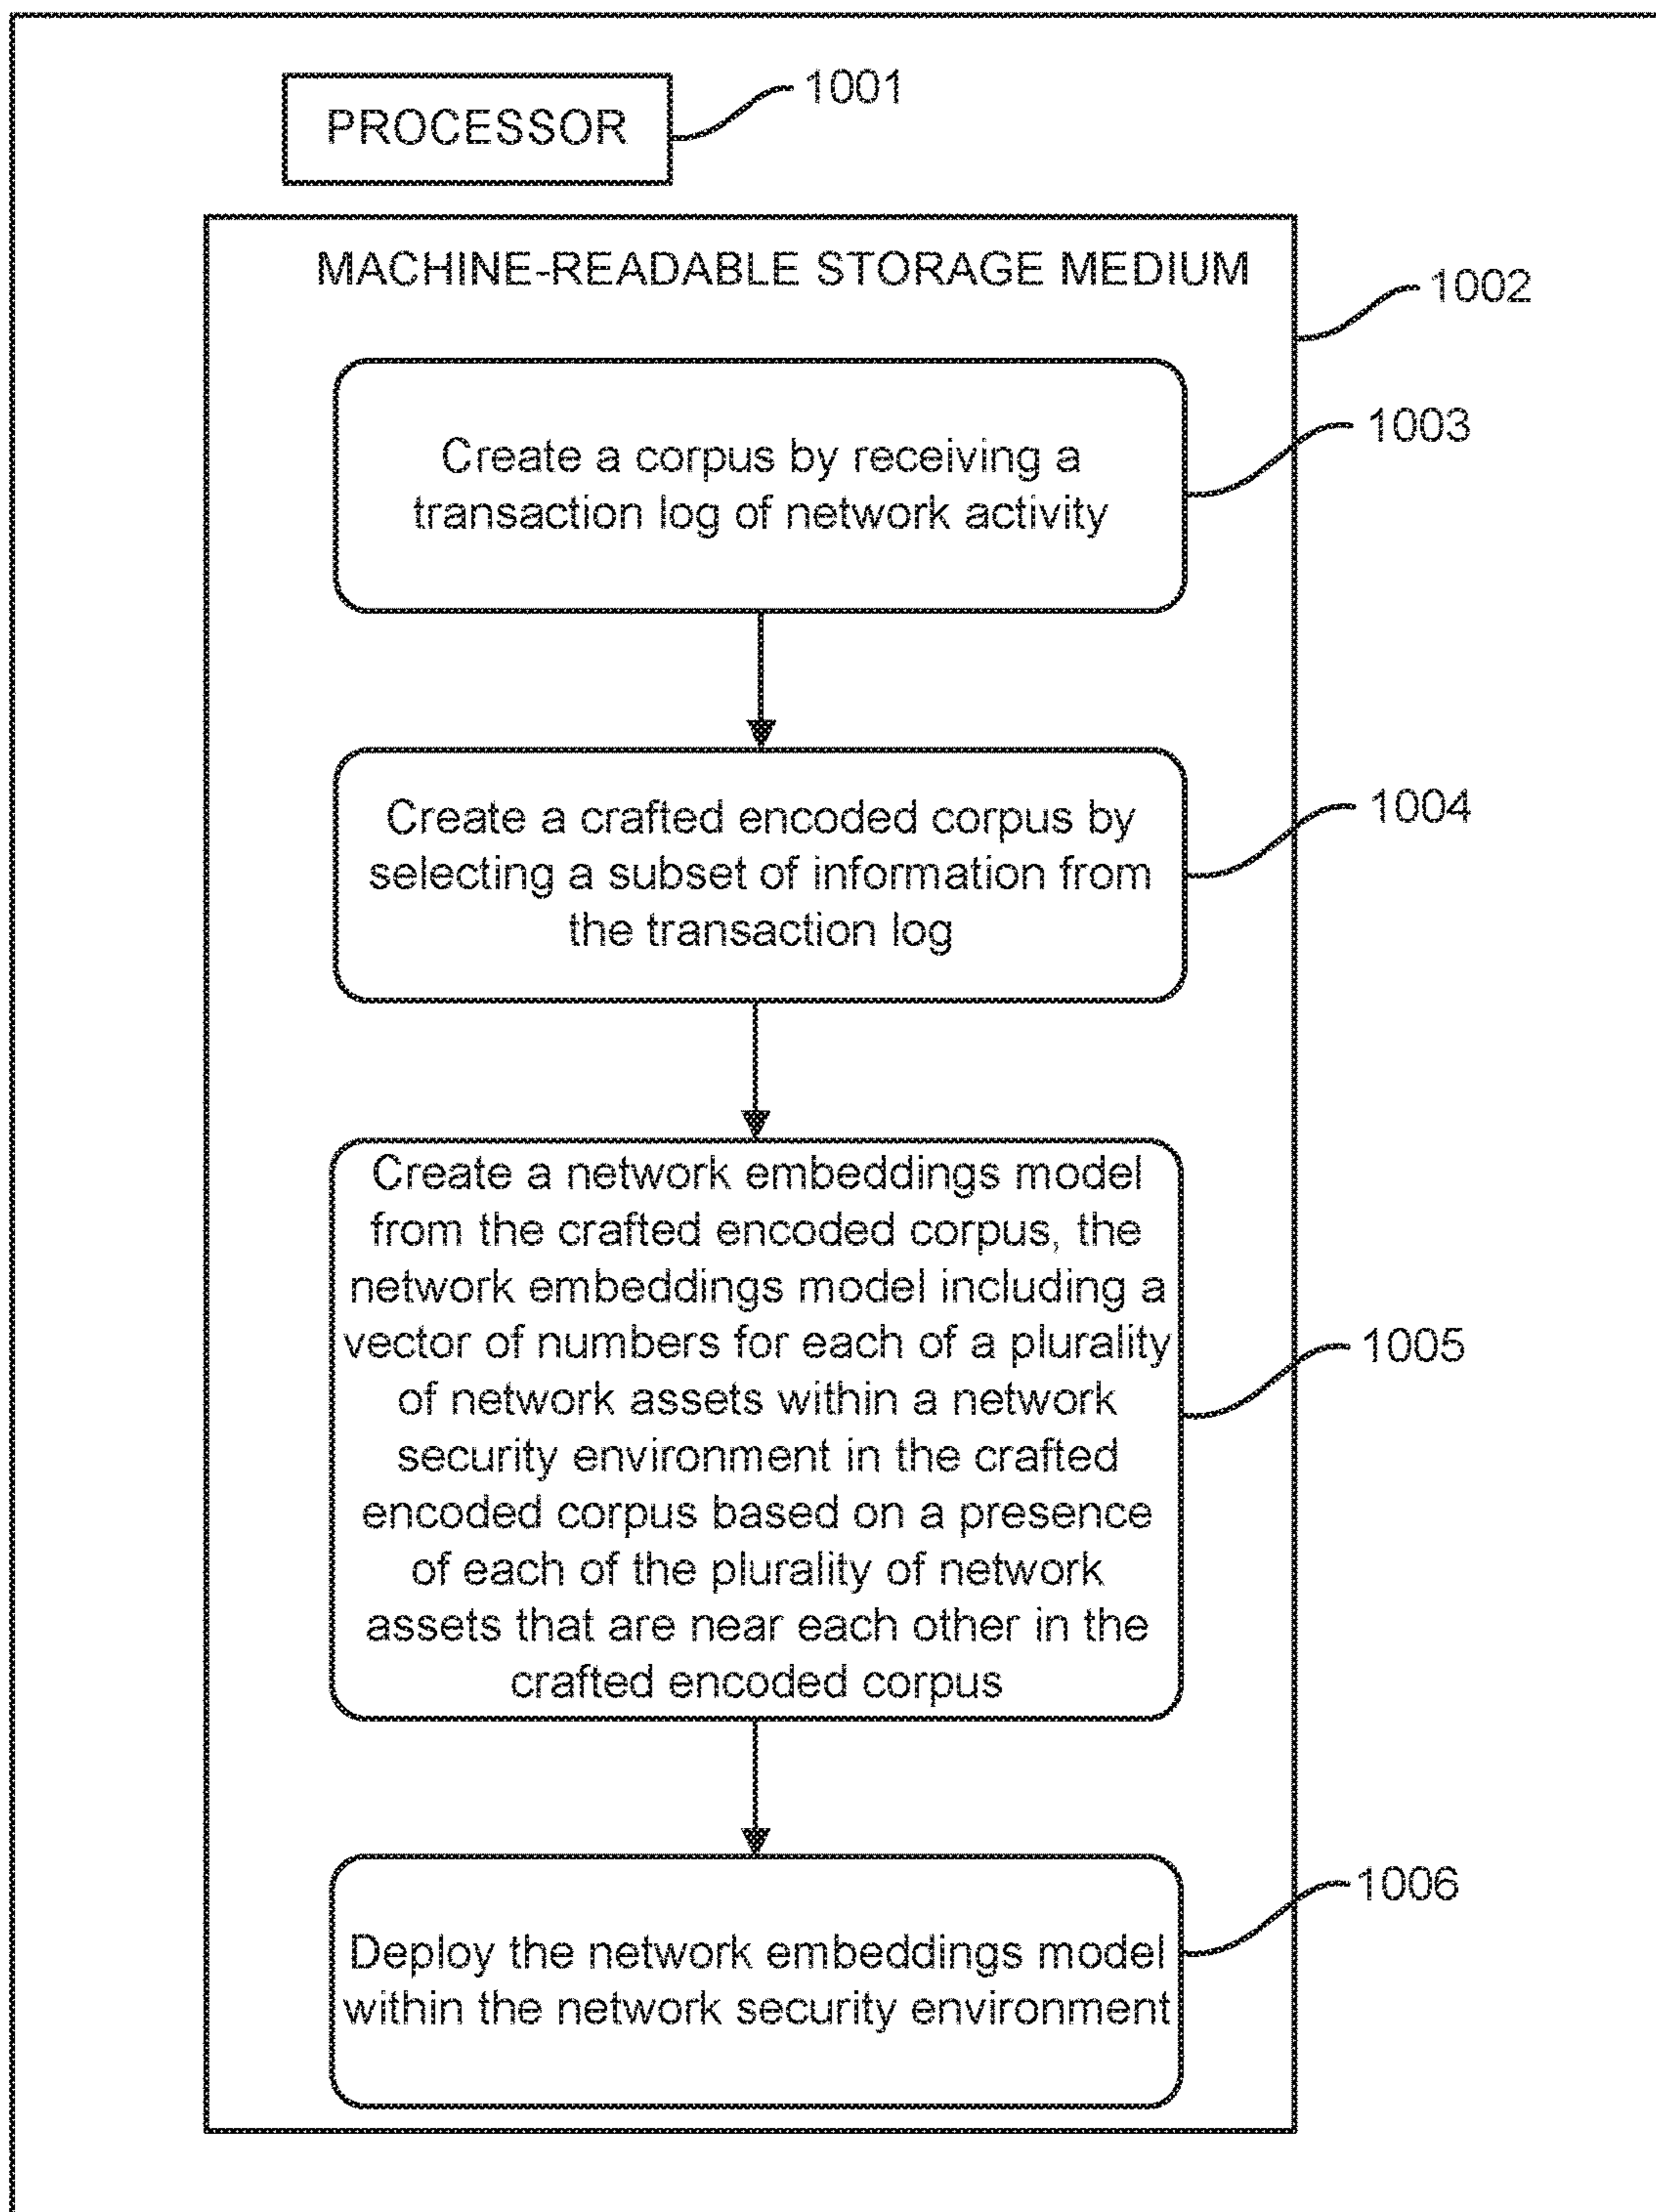 PROCESSOR
1001
MACHINE-READABLE STORAGE MEDIUM
1002
Create a corpus by receiving a
transaction log of network activity
1003
Create a crafted encoded corpus by
selecting a subset of information from
the transaction log
1004
Create a network embeddings model
from the crafted encoded corpus, the
network embeddings model including a
vector of numbers for each of a plurality
of network assets within a network
security environment in the crafted
encoded corpus based on a presence
of each of the plurality of network
assets that are near each other in the
crafted encoded corpus
1005
Deploy the network embeddings model
within the network security environment
1006